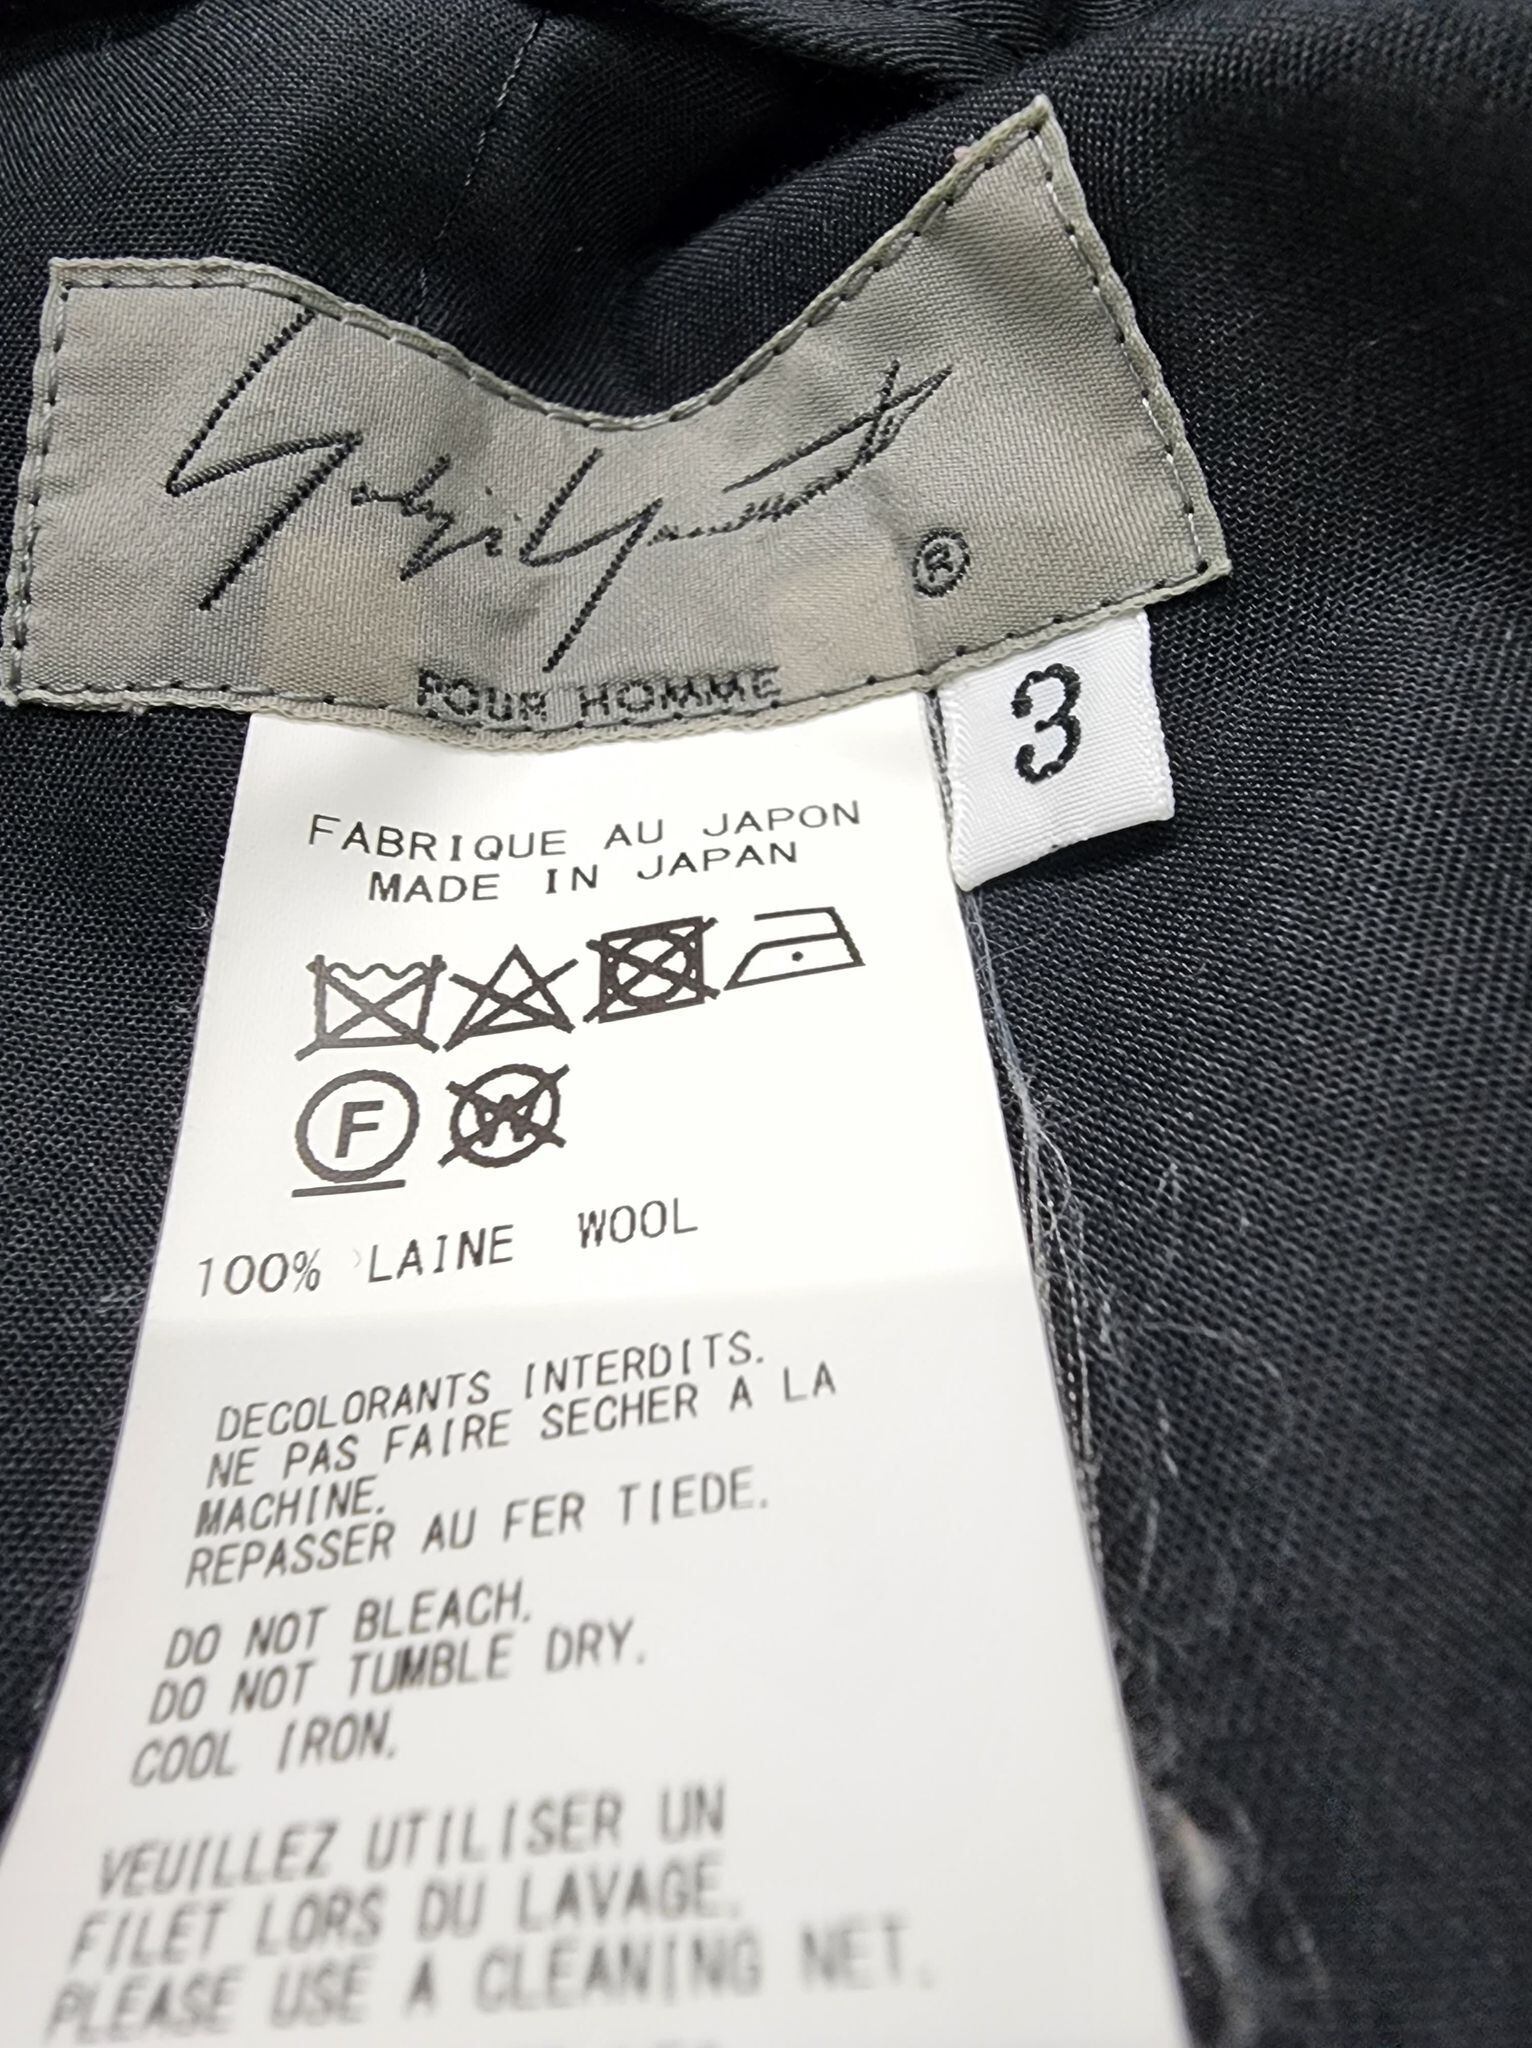 Yohji Yamamoto ®
POUR HOMME
3
FABRIQUE AU JAPON
MADE IN JAPAN
F
W
100% LAINE WOOL
DECOLORANTS INTERDITS.
NE PAS FAIRE SECHER A LA
MACHINE.
REPASSER AU FER TIEDE.
DO NOT BLEACH.
DO NOT TUMBLE DRY.
COOL IRON.
VEUILLEZ UTILISER UN
FILET LORS DU LAVAGE.
PLEASE USE A CLEANING NET.